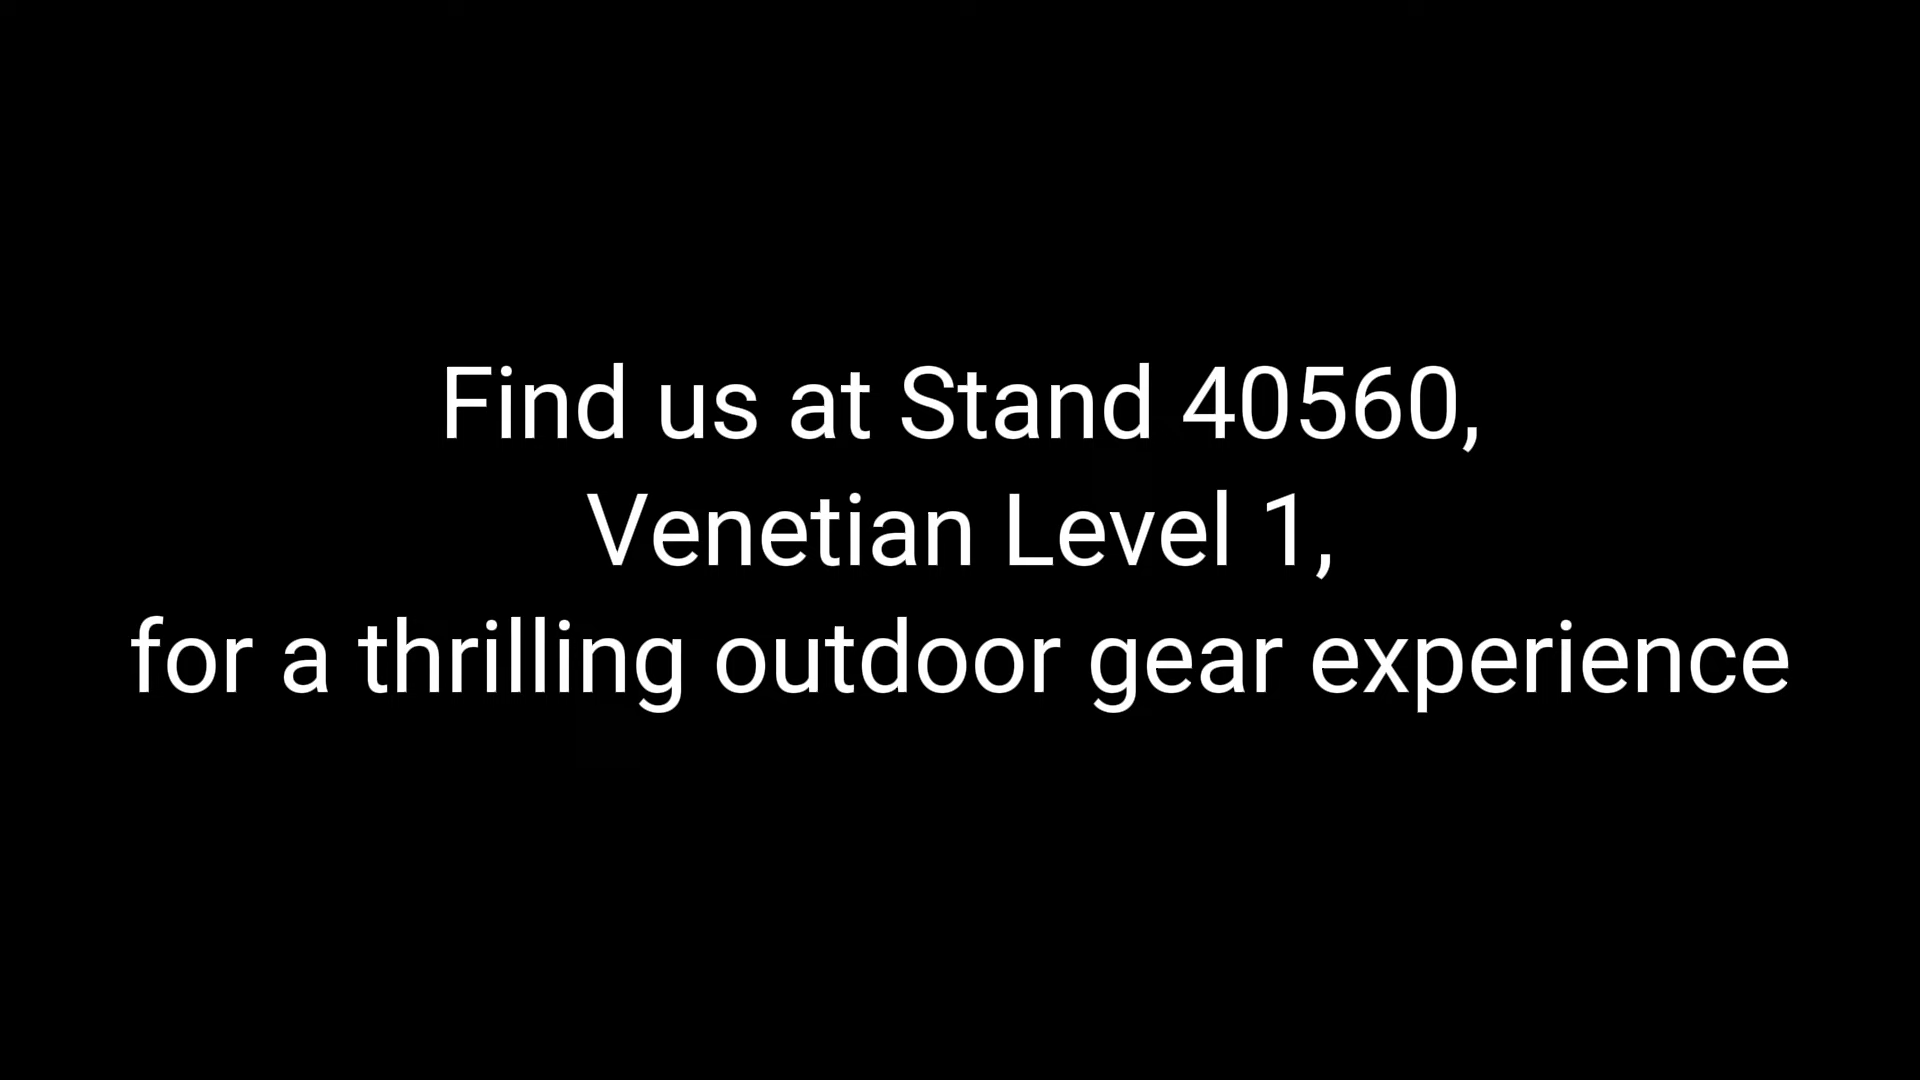 Find us at Stand 40560,
Venetian Level 1,
for a thrilling outdoor gear experience